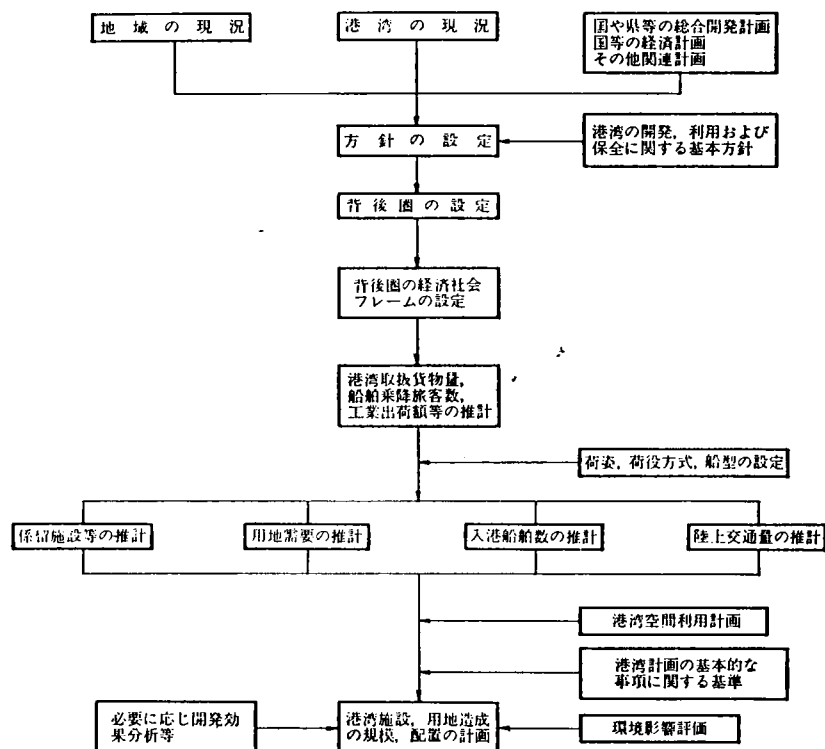 地域の現況
港湾の現況
国や県等の総合開発計画
国等の経済計画
その他関連計画
方針の設定
港湾の開発,利用および
保全に関する基本方針
背後圏の設定
背後圏の経済社会
フレームの設定
港湾取扱貨物量,
船舶乗降旅客数,
工業出荷額等の推計
荷姿,荷役方式,船型の設定
係留施設等の推計
用地需要の推計
入港船舶数の推計
陸上交通量の推計
港湾空間利用計画
港湾計画の基本的な
事項に関する基準
必要に応じ開発効
果分析等
港湾施設,用地造成
の規模,配置の計画
環境影響評価